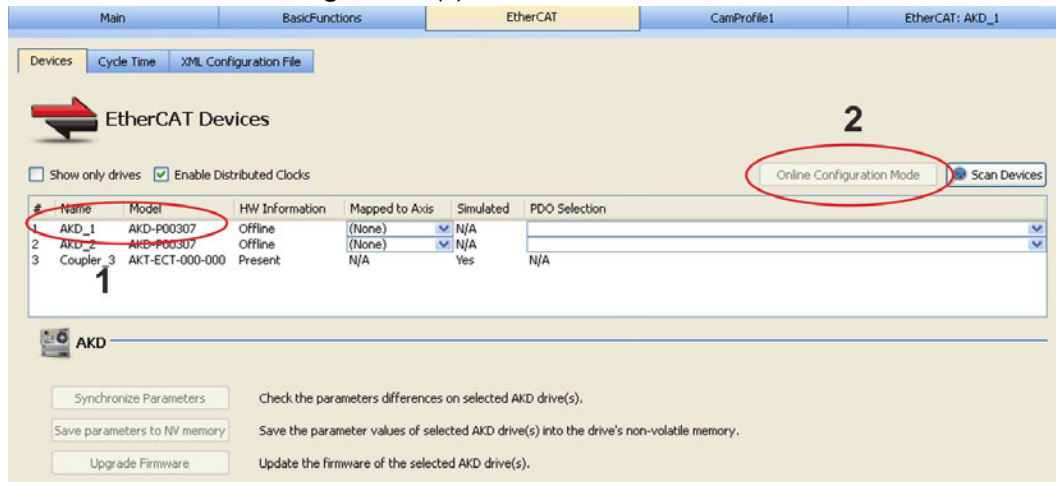 Main BasicFunctions EtherCAT CamProfile1 EtherCAT: AKD_1
Devices Cycle Time XML Configuration File
EtherCAT Devices
2
Show only drives Enable Distributed Clocks Online Configuration Mode Scan Devices
# Name Model HW Information Mapped to Axis Simulated PDO Selection
1 AKD_1 AKD-P00307 Offline (None) N/A
2 AKD_2 AKD-P00307 Offline (None) N/A
3 Coupler_3 AKT-ECT-000-000 Present N/A Yes N/A
1
AKD
Synchronize Parameters Check the parameters differences on selected AKD drive(s).
Save parameters to NV memory Save the parameter values of selected AKD drive(s) into the drive's non-volatile memory.
Upgrade Firmware Update the firmware of the selected AKD drive(s).